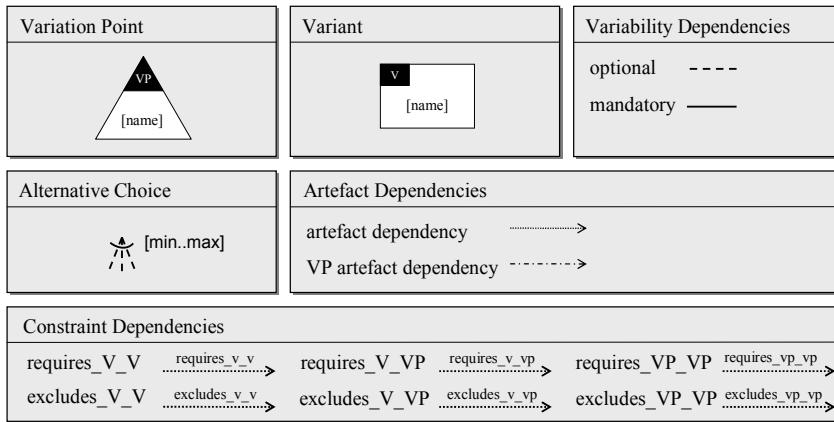 Variation Point
VP
[name]
Variant
V
[name]
Variability Dependencies
optional
mandatory
Alternative Choice
[min..max]
Artefact Dependencies
artefact dependency
VP artefact dependency
Constraint Dependencies
requires_V_V requires_v_v requires_V_VP requires_v_vp requires_VP_VP requires_vp_vp
excludes_V_V excludes_v_v excludes_V_VP excludes_v_vp excludes_VP_VP excludes_vp_vp